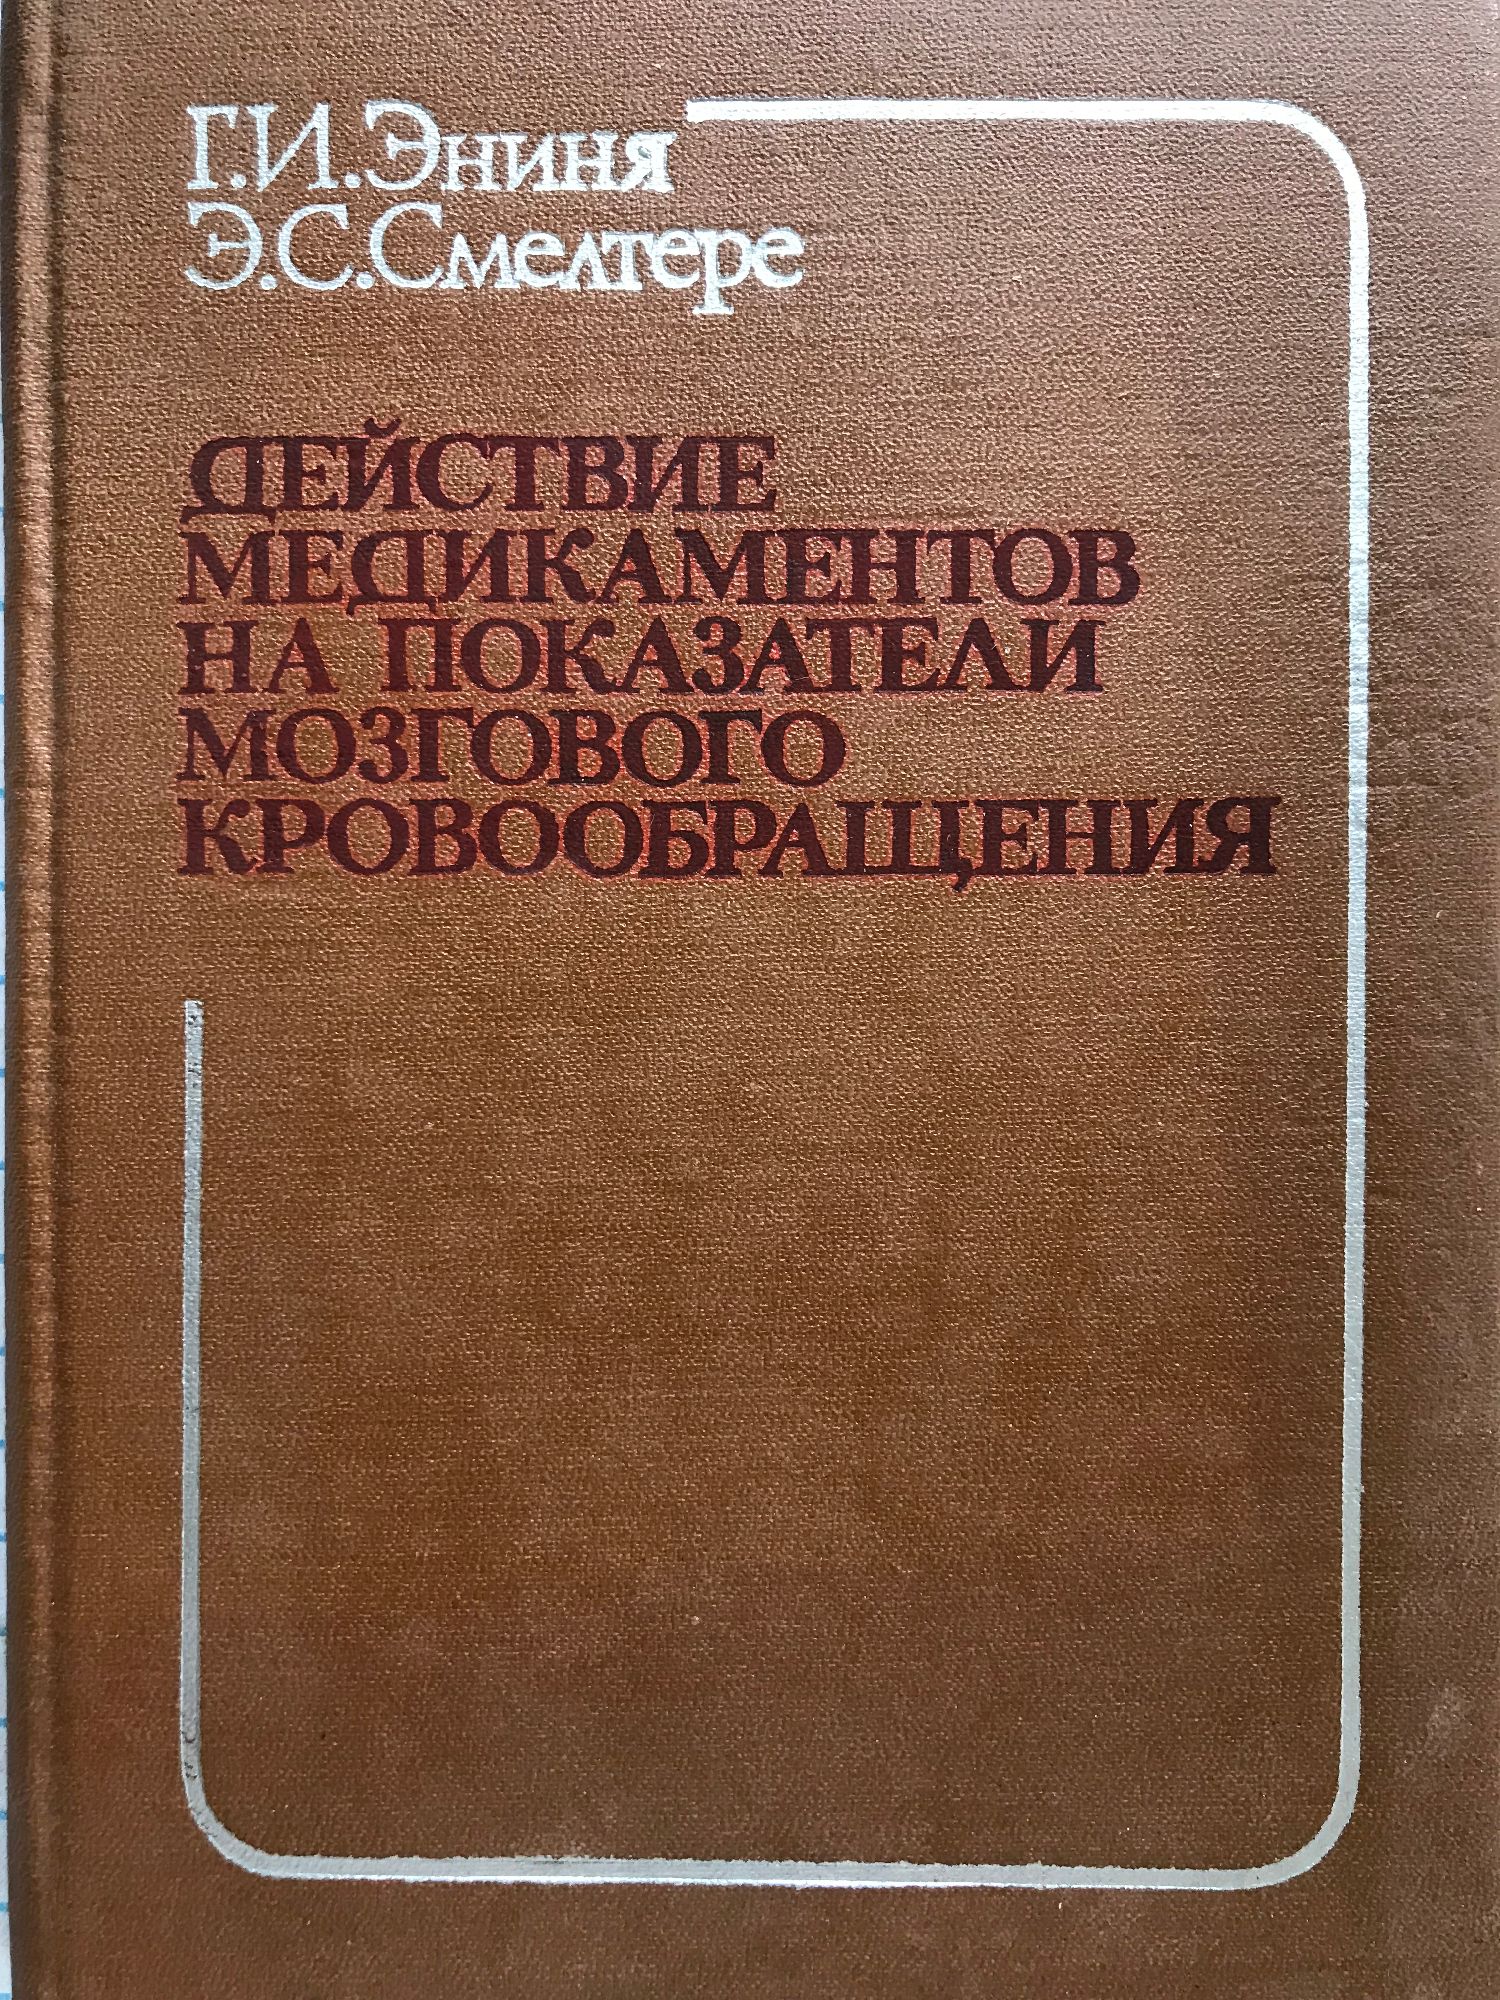 Г.И.Эниня
Э.С.Смелтере
ДЕЙСТВИЕ
МЕДИКАМЕНТОВ
НА ПОКАЗАТЕЛИ
МОЗГОВОГО
КРОВООБРАЩЕНИЯ